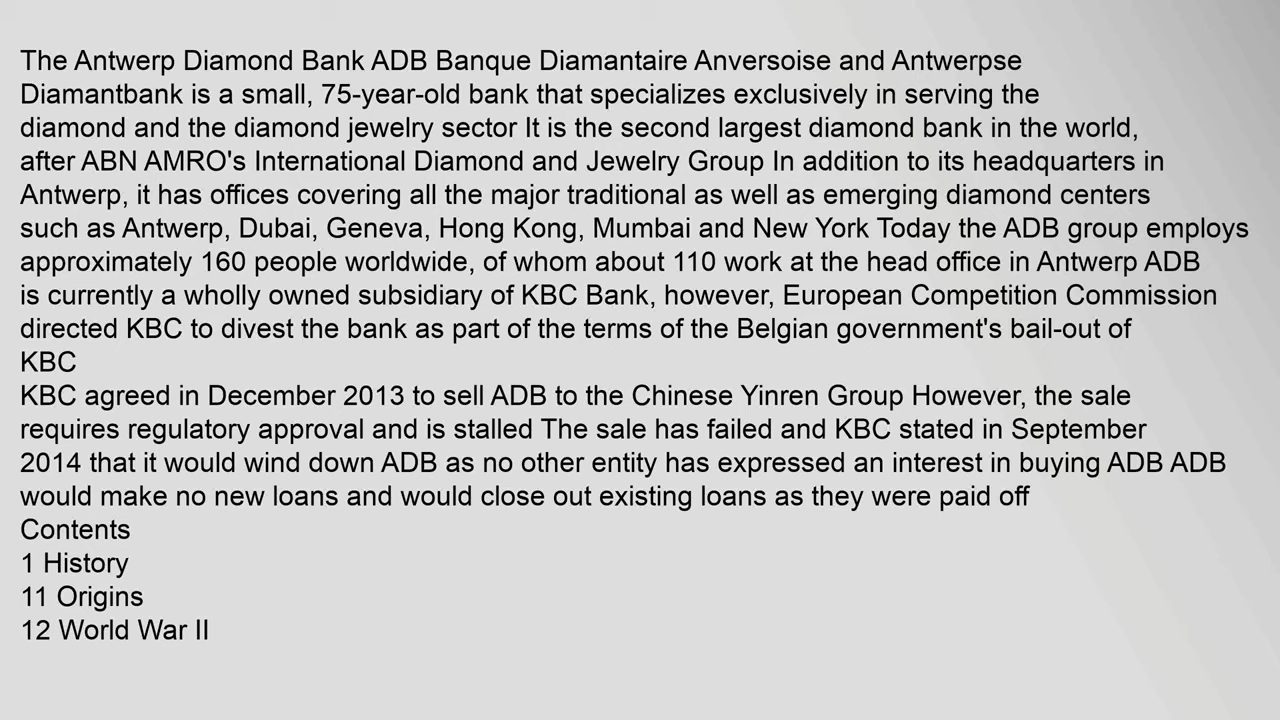 The Antwerp Diamond Bank ADB Banque Diamantaire Anversoise and Antwerpse
Diamantbank is a small, 75-year-old bank that specializes exclusively in serving the
diamond and the diamond jewelry sector It is the second largest diamond bank in the world,
after ABN AMRO's International Diamond and Jewelry Group In addition to its headquarters in
Antwerp, it has offices covering all the major traditional as well as emerging diamond centers
such as Antwerp, Dubai, Geneva, Hong Kong, Mumbai and New York Today the ADB group employs
approximately 160 people worldwide, of whom about 110 work at the head office in Antwerp ADB
is currently a wholly owned subsidiary of KBC Bank, however, European Competition Commission
directed KBC to divest the bank as part of the terms of the Belgian government's bail-out of
KBC
KBC agreed in December 2013 to sell ADB to the Chinese Yinren Group However, the sale
requires regulatory approval and is stalled The sale has failed and KBC stated in September
2014 that it would wind down ADB as no other entity has expressed an interest in buying ADB ADB
would make no new loans and would close out existing loans as they were paid off
Contents
1 History
11 Origins
12 World War II